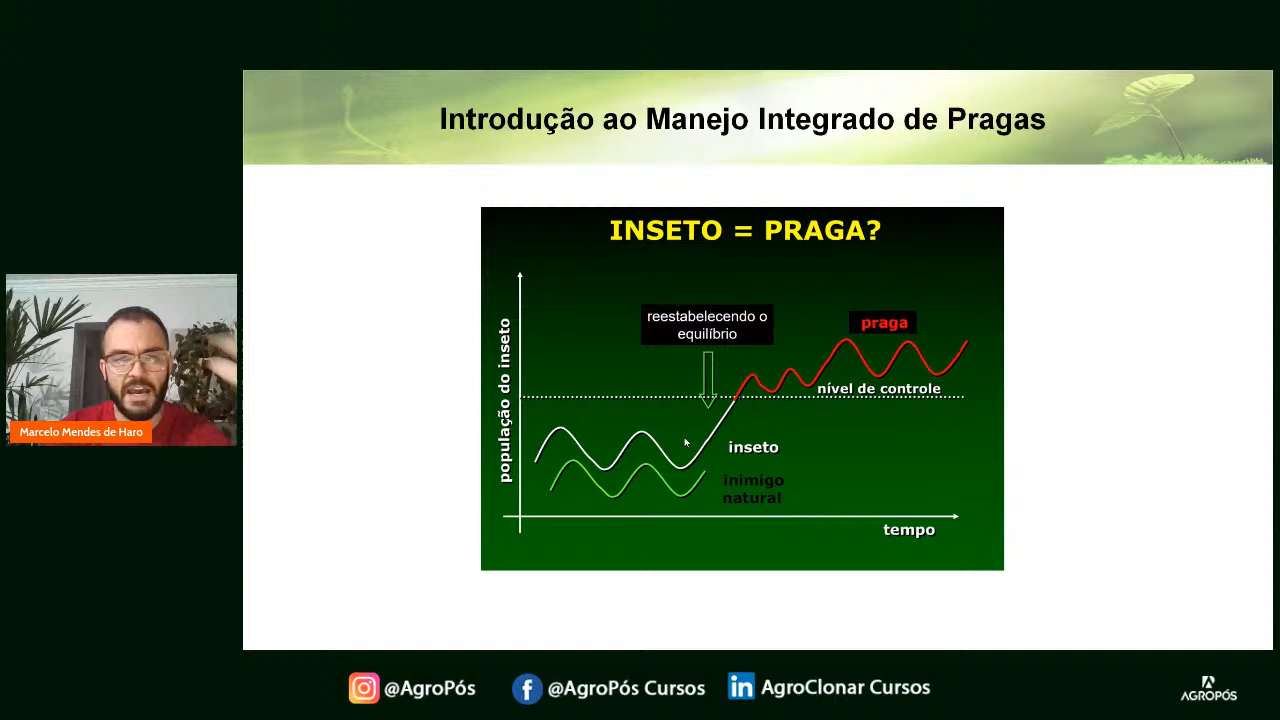 Introdução ao Manejo Integrado de Pragas
INSETO = PRAGA?
reestabelecendo o
equilíbrio
praga
nível de controle
população do inseto
inseto
inimigo
natural
tempo
Marcelo Mendes de Haro
@AgroPós
@AgroPós Cursos
in AgroClonar Cursos
AGROPÓS